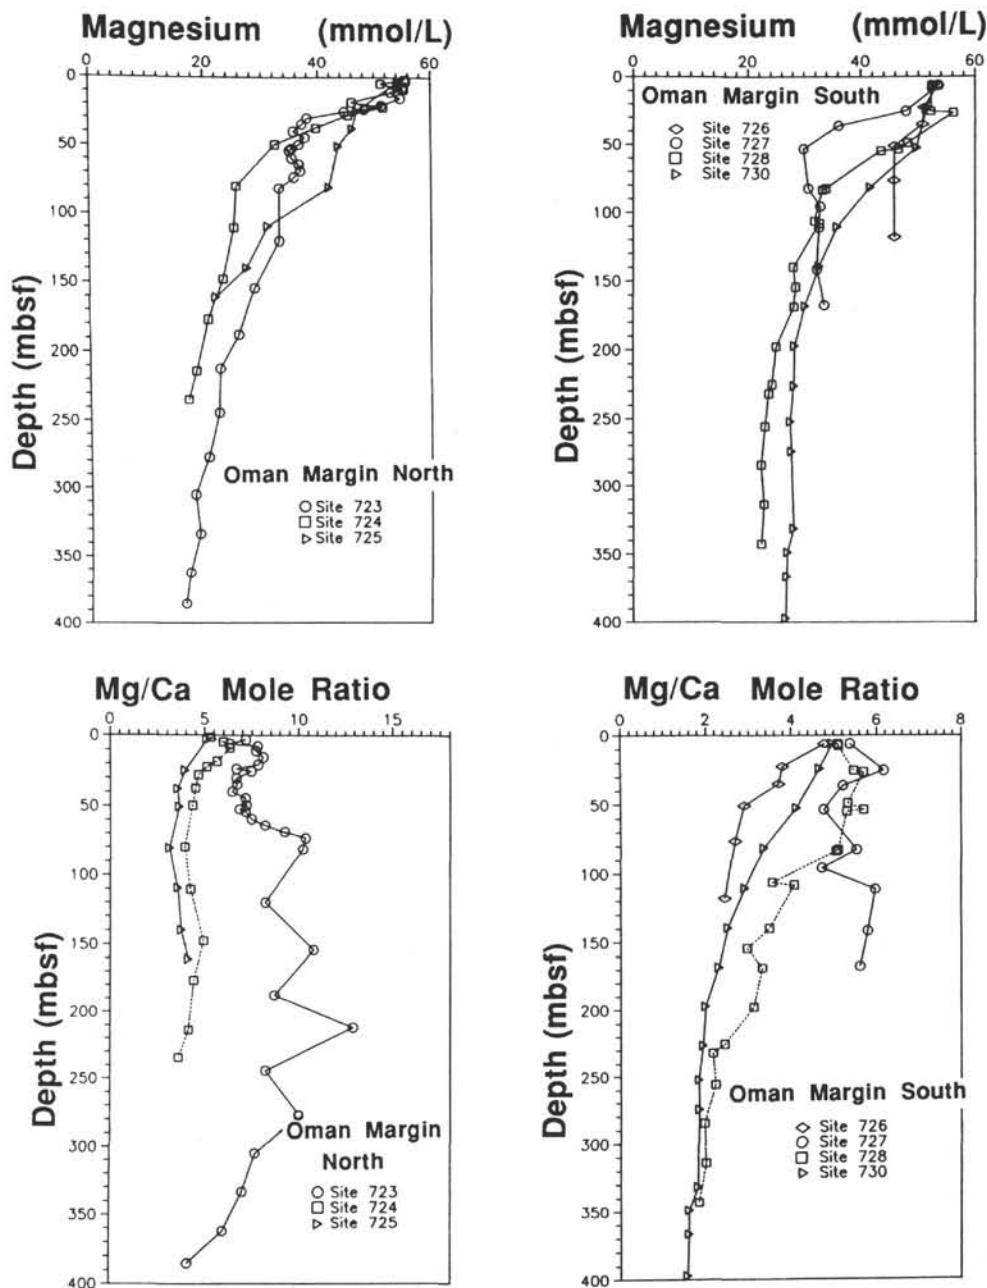 Magnesium (mmol/L)
0 20 40 60
0
50
100
150
200
250
300
350
400
Depth (mbsf)
Oman Margin North
Site 723
Site 724
Site 725
Magnesium (mmol/L)
0 20 40 60
0
50
100
150
200
250
300
350
400
Depth (mbsf)
Oman Margin South
Site 726
Site 727
Site 728
Site 730
Mg/Ca Mole Ratio
0 5 10 15
0
50
100
150
200
250
300
350
400
Depth (mbsf)
Oman Margin
North
Site 723
Site 724
Site 725
Mg/Ca Mole Ratio
0 2 4 6 8
0
50
100
150
200
250
300
350
400
Depth (mbsf)
Oman Margin South
Site 726
Site 727
Site 728
Site 730